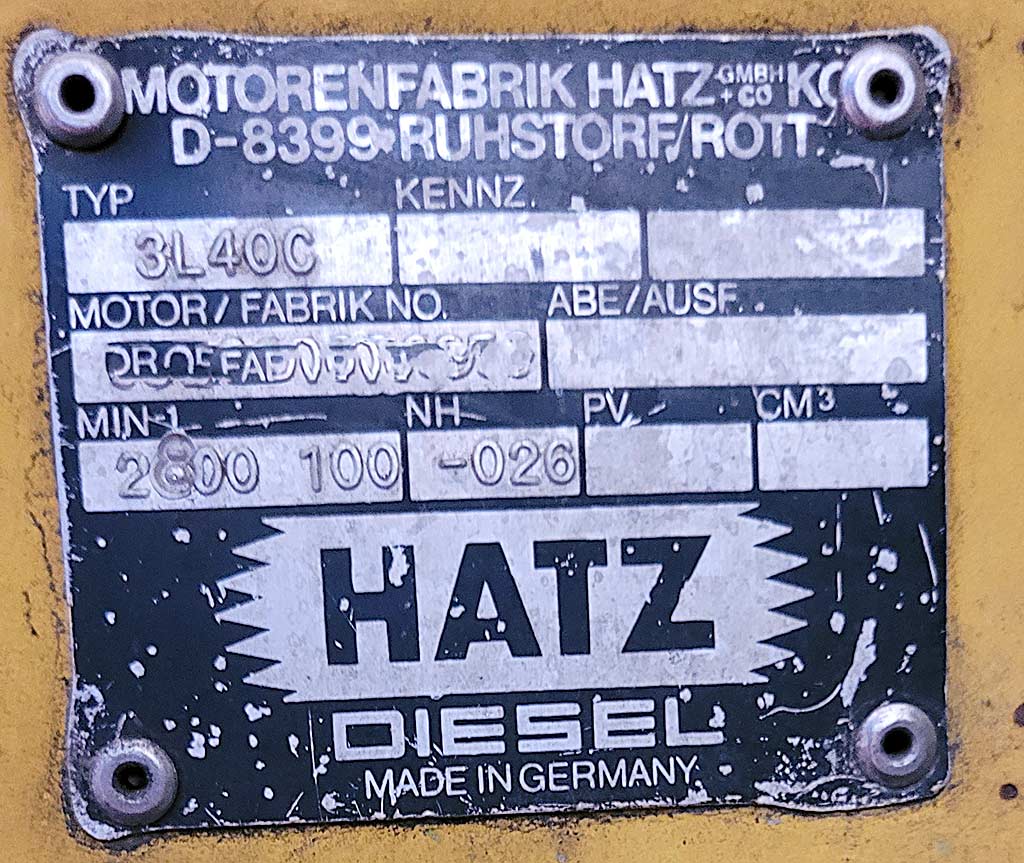 MOTORENFABRIK HATZ GMBH + CO KG
D-8399 RUHSTORF/ROTT
TYP KENNZ.
3L40C
MOTOR/FABRIK NO. ABE/AUSF.
MIN-1 NH PV CM³
2800 100 -026
HATZ
DIESEL
MADE IN GERMANY